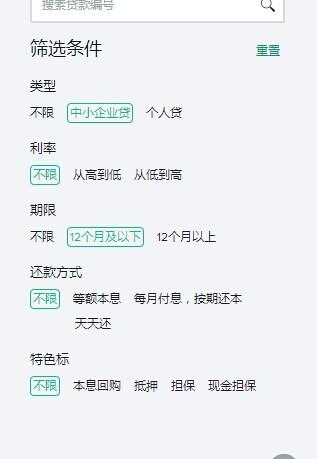 搜索贷款编号
筛选条件 重置
类型
不限 中小企业贷 个人贷
利率
不限 从高到低 从低到高
期限
不限 12个月及以下 12个月以上
还款方式
不限 等额本息 每月付息，按期还本
天天还
特色标
不限 本息回购 抵押 担保 现金担保